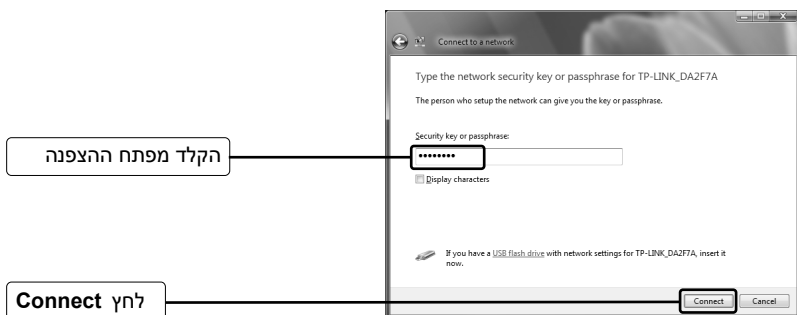 Connect to a network
Type the network security key or passphrase for TP-LINK_DA2F7A
The person who setup the network can give you the key or passphrase.
Security key or passphrase:
הקלד מפתח ההצפנה
••••••••
Display characters
If you have a USB flash drive with network settings for TP-LINK_DA2F7A, insert it
now.
לחץ Connect
Connect Cancel